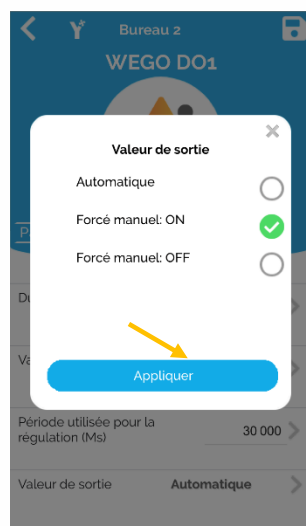 Bureau 2
WEGO DO1
Valeur de sortie
Automatique
Forcé manuel: ON
Forcé manuel: OFF
Appliquer
Période utilisée pour la
régulation (Ms)
30 000
Valeur de sortie
Automatique